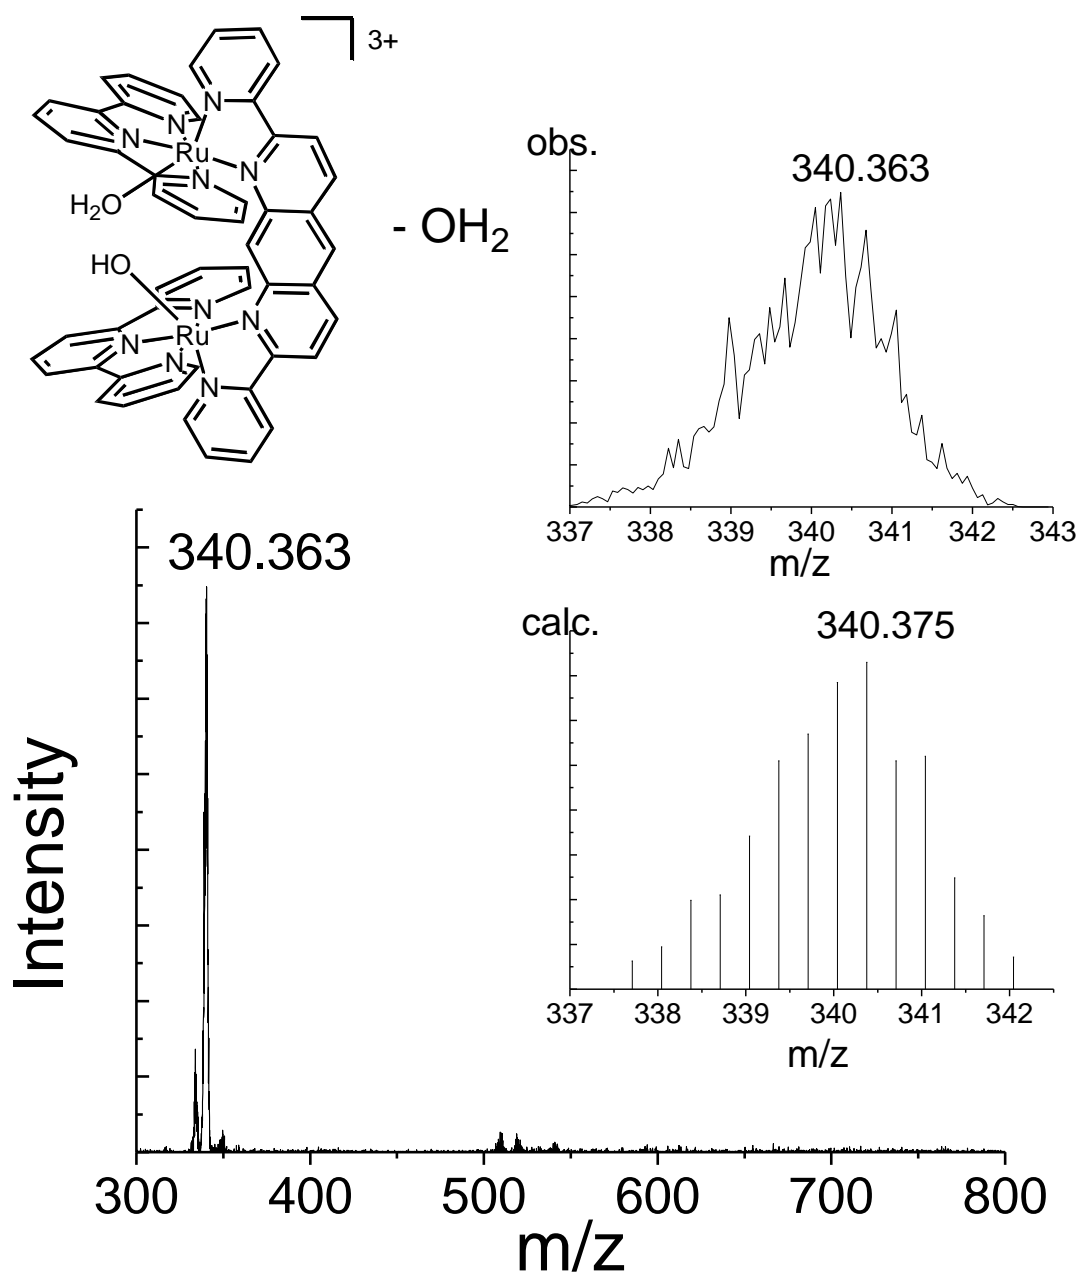 3+
N
N
N
Ru
N
N
H2O
- OH2
HO
N
N
Ru
N
N
N
obs.
340.363
337 338 339 340 341 342 343
m/z
340.363
calc.
340.375
337 338 339 340 341 342
m/z
Intensity
300 400 500 600 700 800
m/z